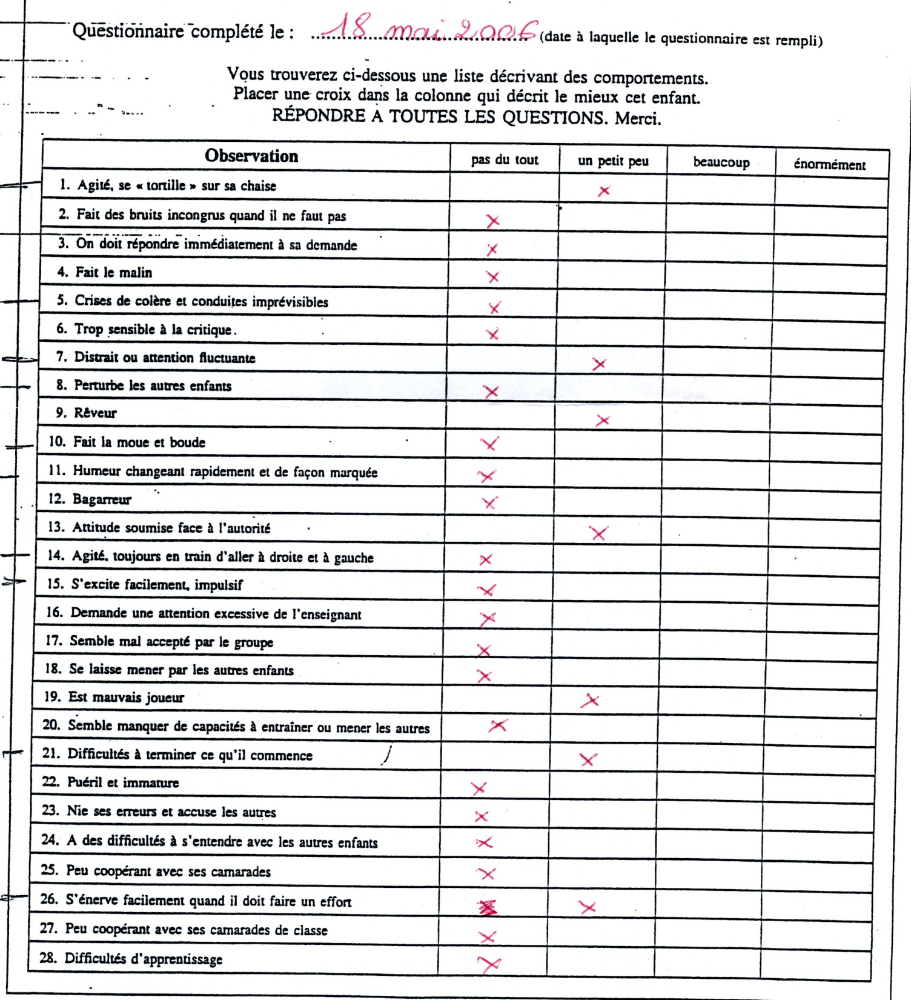 Questionnaire complété le : 18 mai 2006 (date à laquelle le questionnaire est rempli)
Vous trouverez ci-dessous une liste décrivant des comportements.
Placer une croix dans la colonne qui décrit le mieux cet enfant.
RÉPONDRE À TOUTES LES QUESTIONS. Merci.
Observation pas du tout un petit peu beaucoup énormément
1. Agité, se « tortille » sur sa chaise
2. Fait des bruits incongrus quand il ne faut pas
3. On doit répondre immédiatement à sa demande
4. Fait le malin
5. Crises de colère et conduites imprévisibles
6. Trop sensible à la critique.
7. Distrait ou attention fluctuante
8. Perturbe les autres enfants
9. Rêveur
10. Fait la moue et boude
11. Humeur changeant rapidement et de façon marquée
12. Bagarreur
13. Attitude soumise face à l'autorité
14. Agité, toujours en train d'aller à droite et à gauche
15. S'excite facilement, impulsif
16. Demande une attention excessive de l'enseignant
17. Semble mal accepté par le groupe
18. Se laisse mener par les autres enfants
19. Est mauvais joueur
20. Semble manquer de capacités à entraîner ou mener les autres
21. Difficultés à terminer ce qu'il commence
22. Puéril et immature
23. Nie ses erreurs et accuse les autres
24. A des difficultés à s'entendre avec les autres enfants
25. Peu coopérant avec ses camarades
26. S'énerve facilement quand il doit faire un effort
27. Peu coopérant avec ses camarades de classe
28. Difficultés d'apprentissage